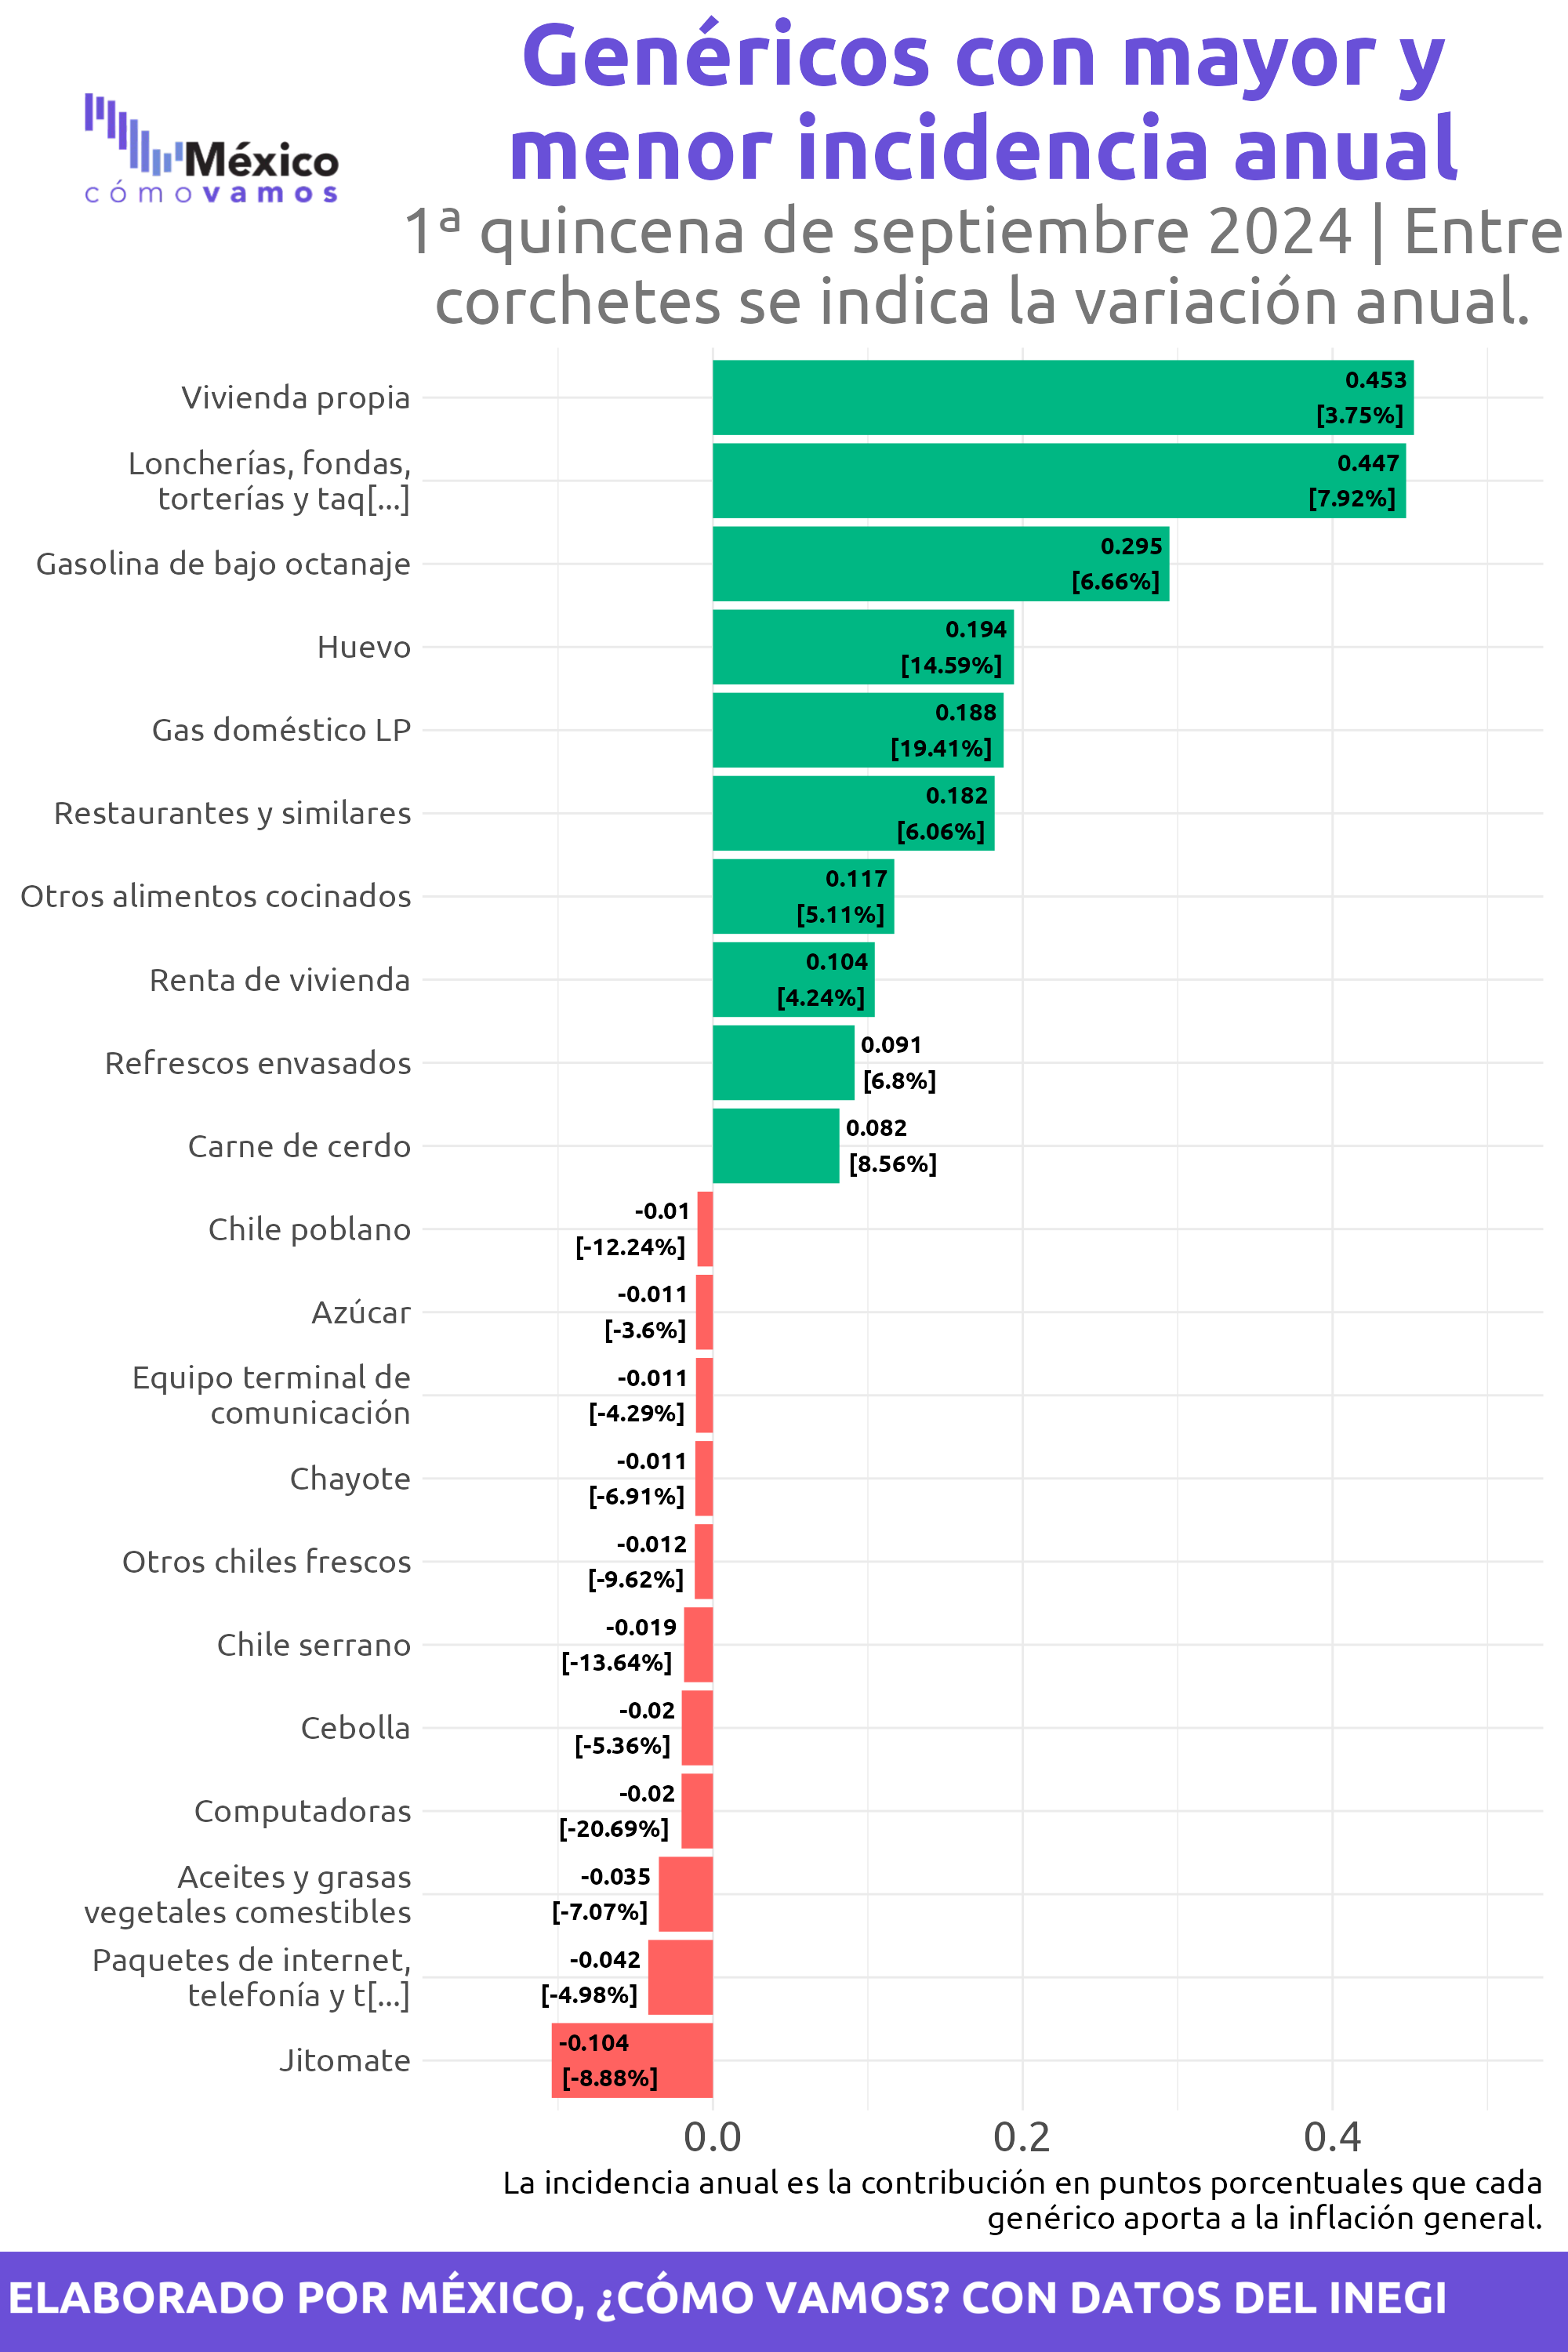 Genéricos con mayor y
menor incidencia anual
México
cómovamos
1ª quincena de septiembre 2024 | Entre
corchetes se indica la variación anual.
Vivienda propia
0.453
[3.75%]
Loncherías, fondas,
torterías y taq[...]
0.447
[7.92%]
Gasolina de bajo octanaje
0.295
[6.66%]
Huevo
0.194
[14.59%]
Gas doméstico LP
0.188
[19.41%]
Restaurantes y similares
0.182
[6.06%]
Otros alimentos cocinados
0.117
[5.11%]
Renta de vivienda
0.104
[4.24%]
Refrescos envasados
0.091
[6.8%]
Carne de cerdo
0.082
[8.56%]
Chile poblano
-0.01
[-12.24%]
Azúcar
-0.011
[-3.6%]
Equipo terminal de
comunicación
-0.011
[-4.29%]
Chayote
-0.011
[-6.91%]
Otros chiles frescos
-0.012
[-9.62%]
Chile serrano
-0.019
[-13.64%]
Cebolla
-0.02
[-5.36%]
Computadoras
-0.02
[-20.69%]
Aceites y grasas
vegetales comestibles
-0.035
[-7.07%]
Paquetes de internet,
telefonía y t[...]
-0.042
[-4.98%]
Jitomate
-0.104
[-8.88%]
0.0 0.2 0.4
La incidencia anual es la contribución en puntos porcentuales que cada
genérico aporta a la inflación general.
ELABORADO POR MÉXICO, ¿CÓMO VAMOS? CON DATOS DEL INEGI